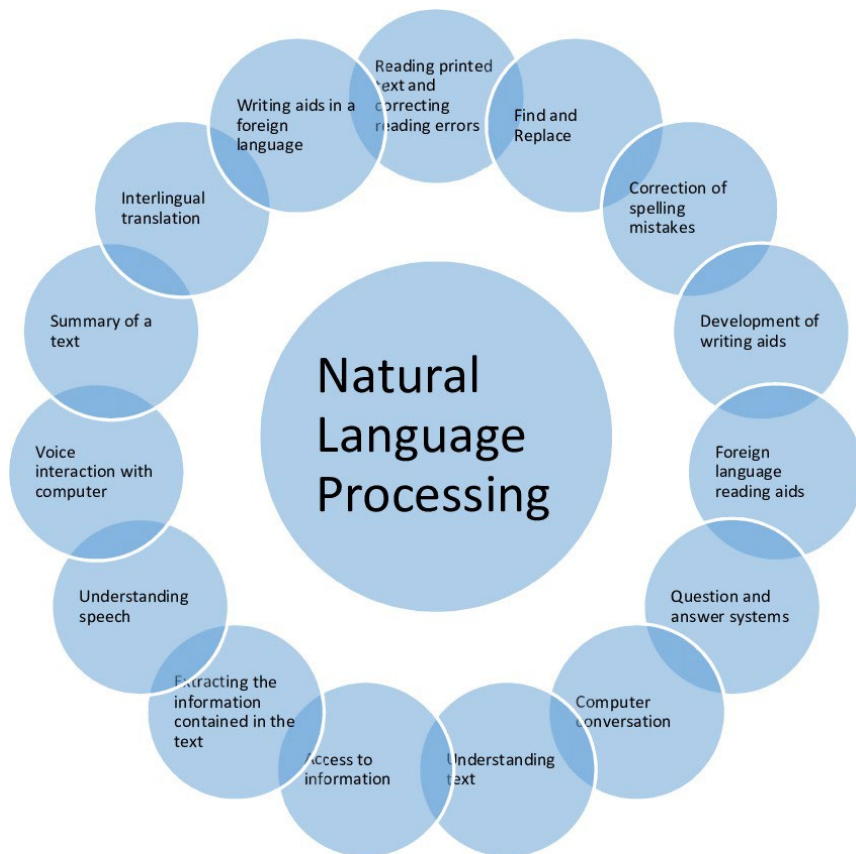 Reading printed
text and
correcting
reading errors
Find and
Replace
Correction of
spelling
mistakes
Development of
writing aids
Foreign
language
reading aids
Question and
answer systems
Computer
conversation
Understanding
text
Access to
information
Extracting the
information
contained in the
text
Understanding
speech
Voice
interaction with
computer
Summary of a
text
Interlingual
translation
Writing aids in a
foreign
language
Natural
Language
Processing